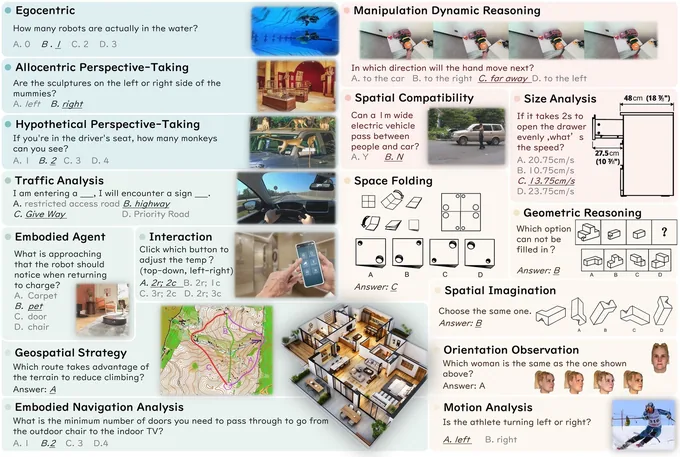 Egocentric
How many robots are actually in the water?
A. 0 B. 1 C. 2 D. 3
Allocentric Perspective-Taking
Are the sculptures on the left or right side of the
mummies?
A. left B. right
Hypothetical Perspective-Taking
If you're in the driver's seat, how many monkeys
can you see?
A. 1 B. 2 C. 3 D. 4
Traffic Analysis
I am entering a __, I will encounter a sign __.
A. restricted access road B. highway
C. Give Way D. Priority Road
Embodied Agent
What is approaching
that the robot should
notice when returning
to charge?
A. Carpet
B. pet
C. door
D. chair
Interaction
Click which button to
adjust the temp?
(top-down, left-right)
A. 2r; 2c B. 2r; 1c
C. 3r; 2c D. 2r; 3c
Geospatial Strategy
Which route takes advantage of
the terrain to reduce climbing?
Answer: A
Embodied Navigation Analysis
What is the minimum number of doors you need to pass through to go from
the outdoor chair to the indoor TV?
A. 1 B.2 C. 3 D.4
Manipulation Dynamic Reasoning
In which direction will the hand move next?
A. to the car B. to the right C. far away D. to the left
Spatial Compatibility
Can a 1m wide
electric vehicle
pass between
people and car?
A. Y B. N
Size Analysis
If it takes 2s to
open the drawer
evenly ,what's
the speed?
A. 20.75cm/s
B. 10.75cm/s
C. 13.75cm/s
D. 23.75cm/s
48cm (18 ⅞")
27,5cm
(10 ⅞")
Space Folding
A B C D
Answer: C
Geometric Reasoning
Which option
can not be
filled in?
Answer: B
?
A B C D
Spatial Imagination
Choose the same one.
Answer: B
A B C D
Orientation Observation
Which woman is the same as the one shown
above?
Answer: A
Motion Analysis
Is the athlete turning left or right?
A. left B. right